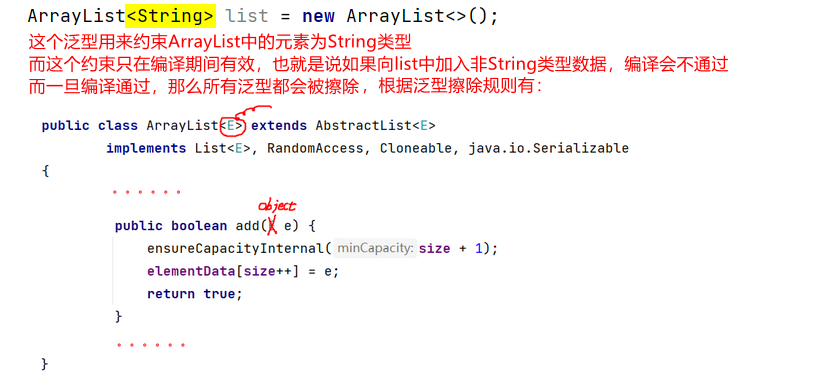 ArrayList<String> list = new ArrayList<>();
这个泛型用来约束ArrayList中的元素为String类型
而这个约束只在编译期间有效，也就是说如果向list中加入非String类型数据，编译会不通过
而一旦编译通过，那么所有泛型都会被擦除，根据泛型擦除规则有：
public class ArrayList<E> extends AbstractList<E>
implements List<E>, RandomAccess, Cloneable, java.io.Serializable
{
。。。。。。
object
public boolean add(E e) {
ensureCapacityInternal( minCapacity: size + 1);
elementData[size++] = e;
return true;
}
。。。。。。
}